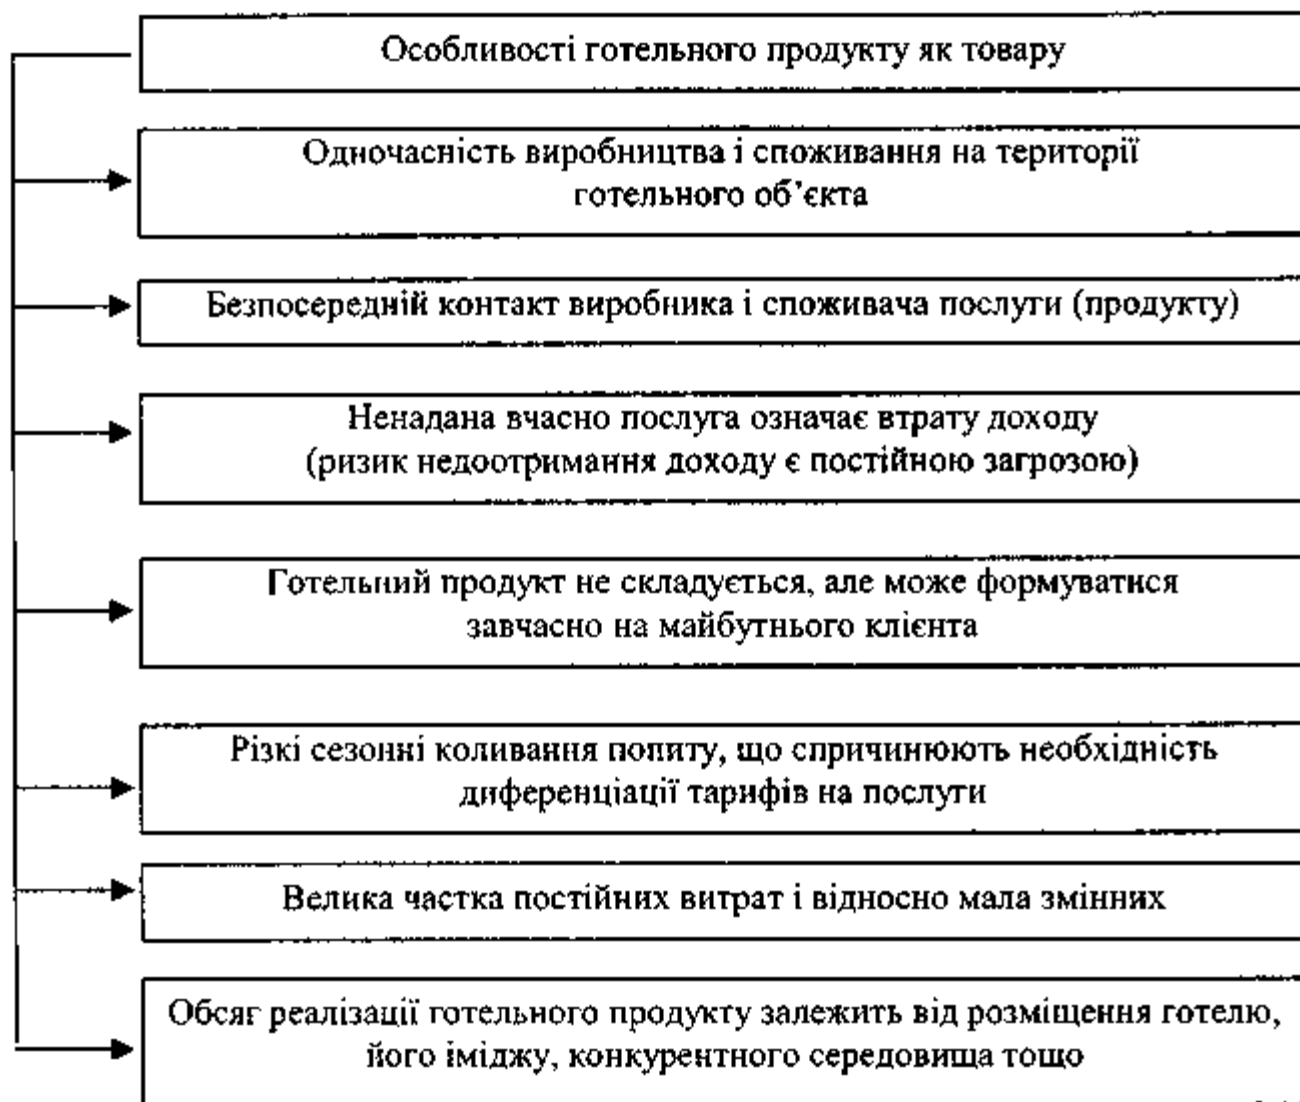 Особливості готельного продукту як товару
Одночасність виробництва і споживання на території
готельного об’єкта
Безпосередній контакт виробника і споживача послуги (продукту)
Ненадана вчасно послуга означає втрату доходу
(ризик недоотримання доходу є постійною загрозою)
Готельний продукт не складується, але може формуватися
завчасно на майбутнього клієнта
Різкі сезонні коливання попиту, що спричинюють необхідність
диференціації тарифів на послуги
Велика частка постійних витрат і відносно мала змінних
Обсяг реалізації готельного продукту залежить від розміщення готелю,
його іміджу, конкурентного середовища тощо